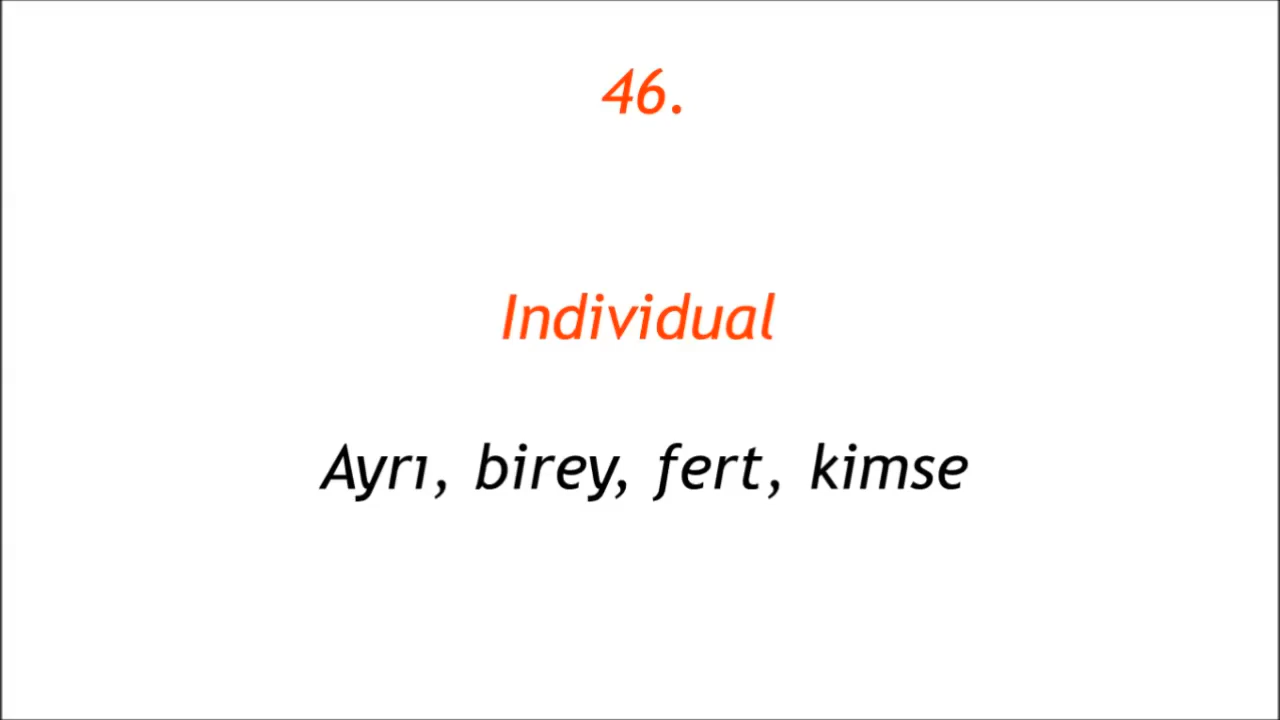 46.
Individual
Ayrı, birey, fert, kimse